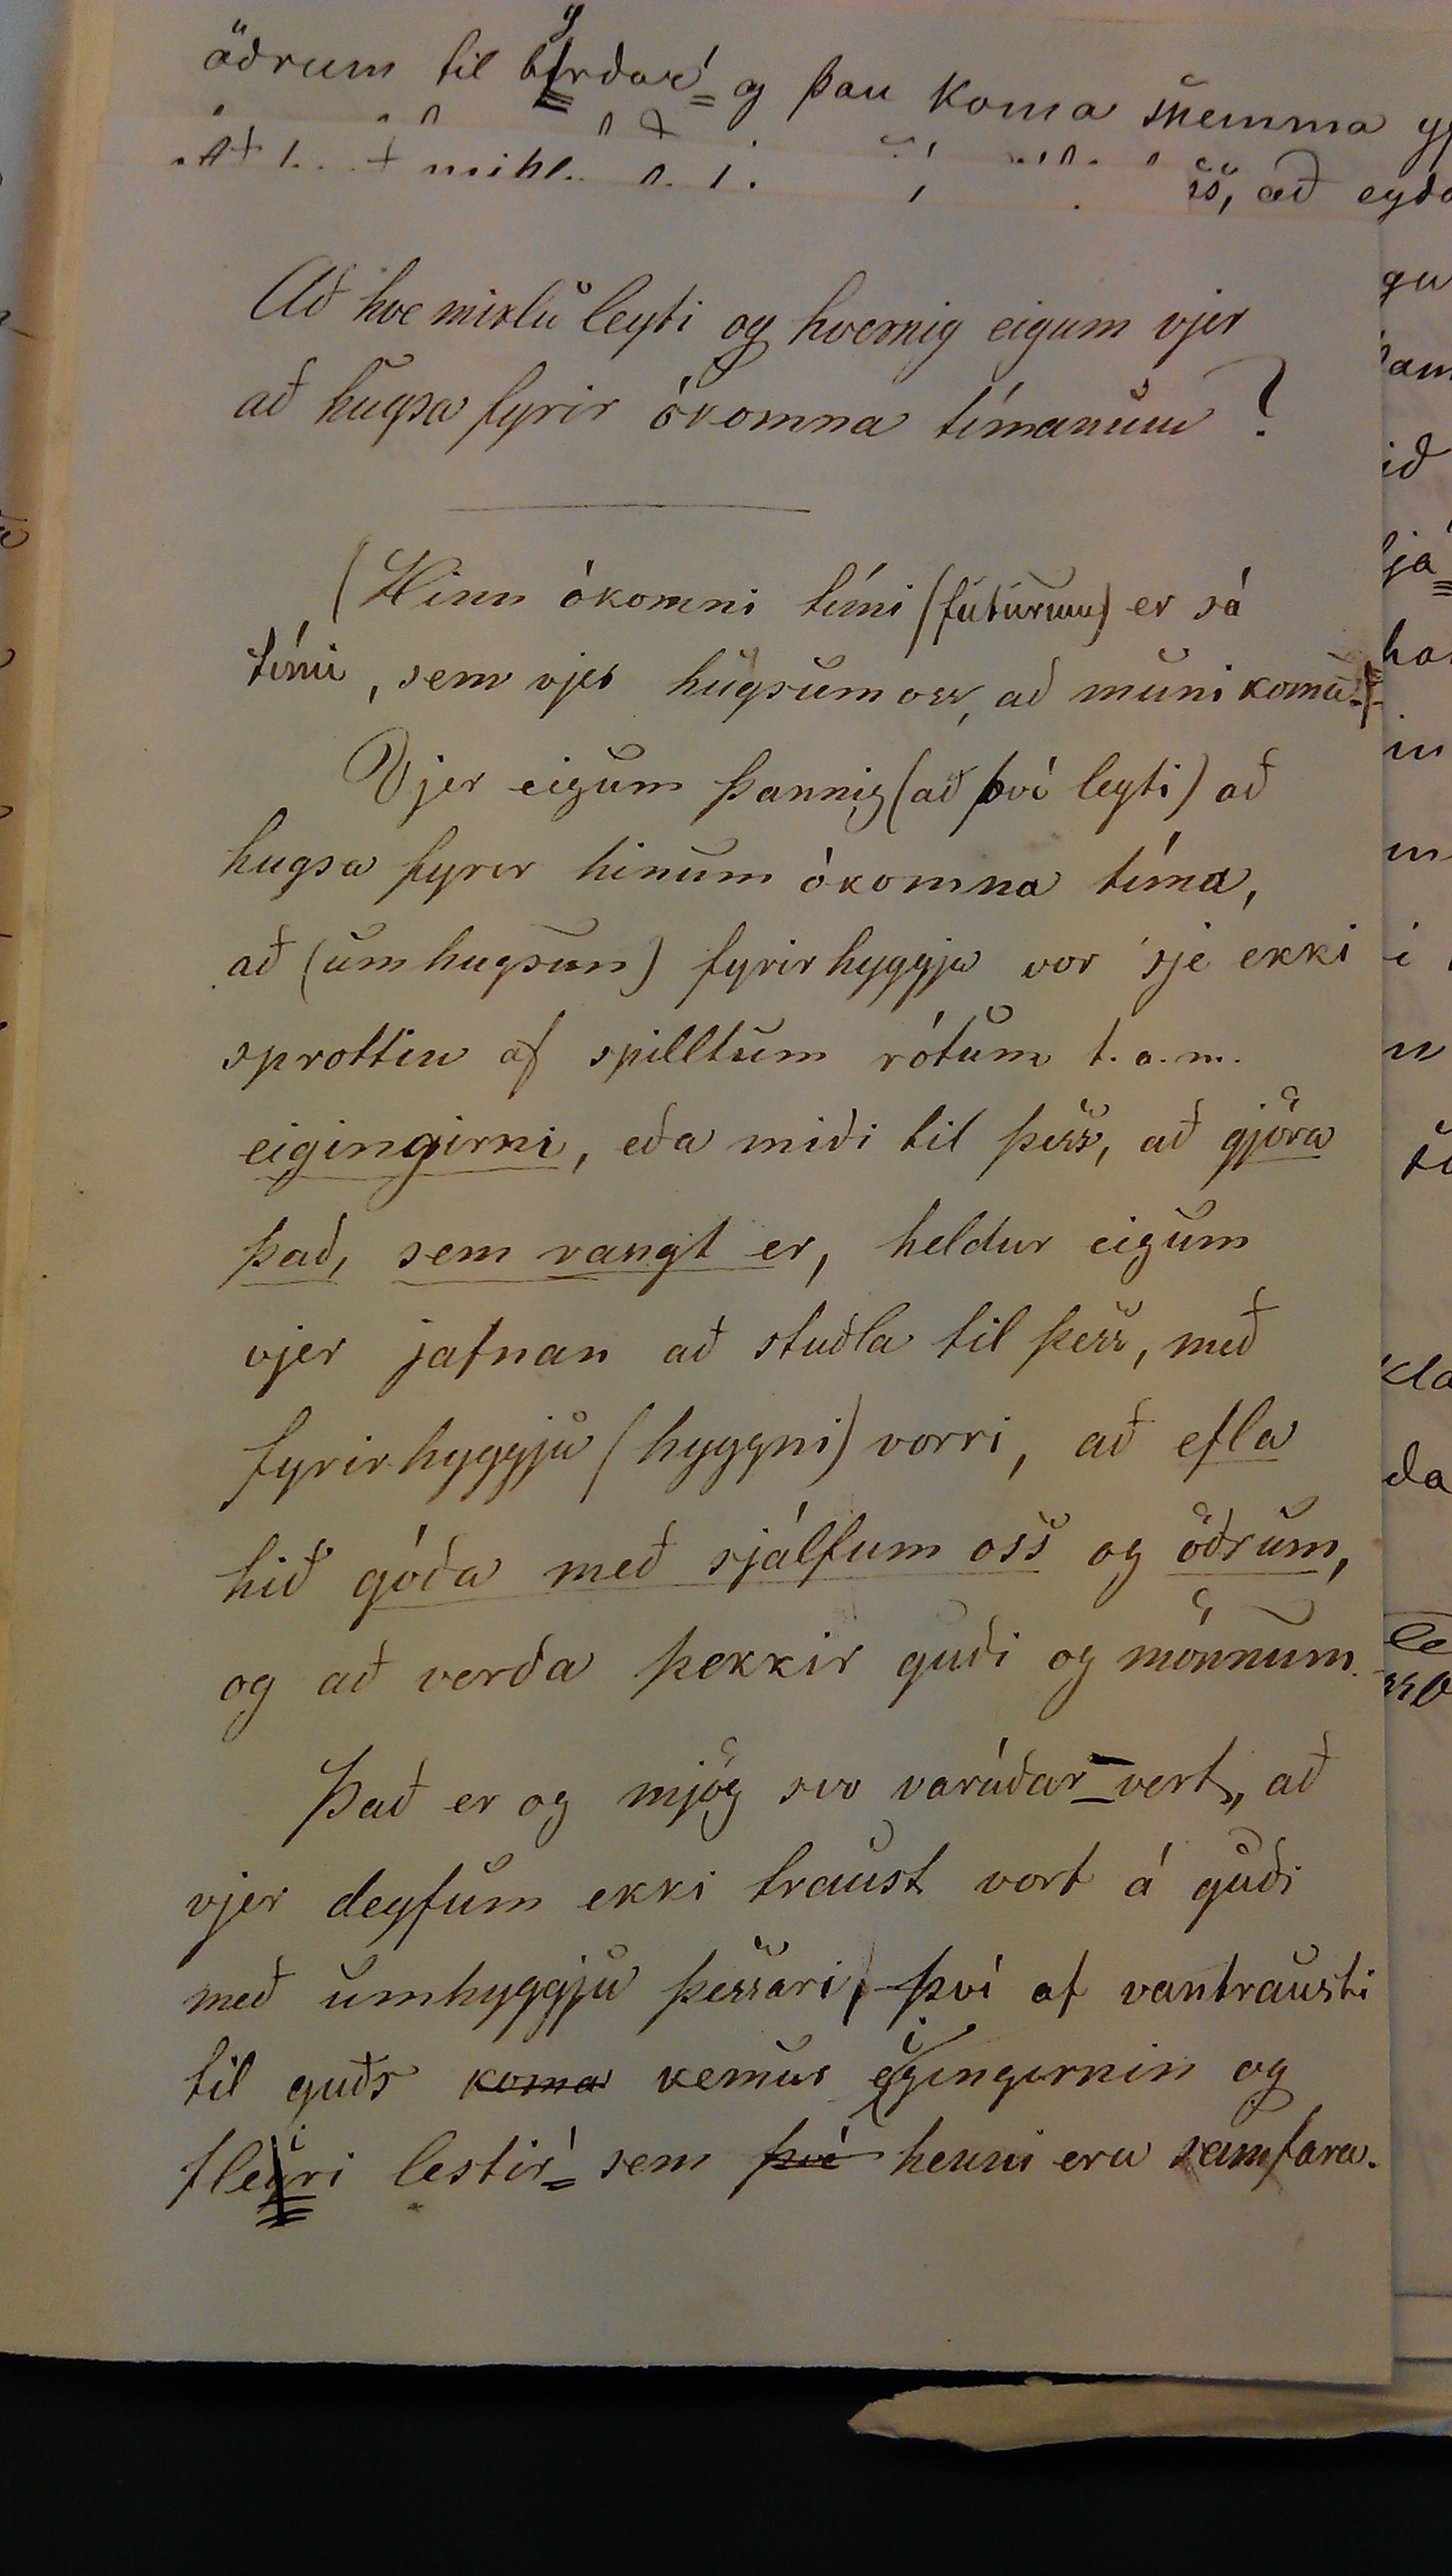 öðrum til byrðar og þau koma snemma
að eyða
Að hve miklu leyti og hvernig eigum vjer
að hugsa fyrir ókomna tímanum?
(Hinn ókomni tími (futurum) er sá
tími, sem vjer hugsum oss, að muni koma.)
Vjer eigum þannig (að því leyti) að
hugsa fyrir hinum ókomna tíma,
að (umhugsun) fyrirhyggja vor sje ekki
sprottin af spilltum rótum t.a.m.
eigingirni, eða miði til þess, að gjöra
það, sem rangt er, heldur eigum
vjer jafnan að stuðla til þess, með
fyrirhyggju (hyggni) vorri, að efla
hið góða með sjálfum oss og öðrum,
og að verða þekkir guði og mönnum.
Það er og mjög svo varúðar-vert, að
vjer deyfum ekki traust vort á guði
með umhyggju þessari, því af vantrausti
til guðs koma kemur eigingirnin og
fleiri lestir sem því henni eru samfara.